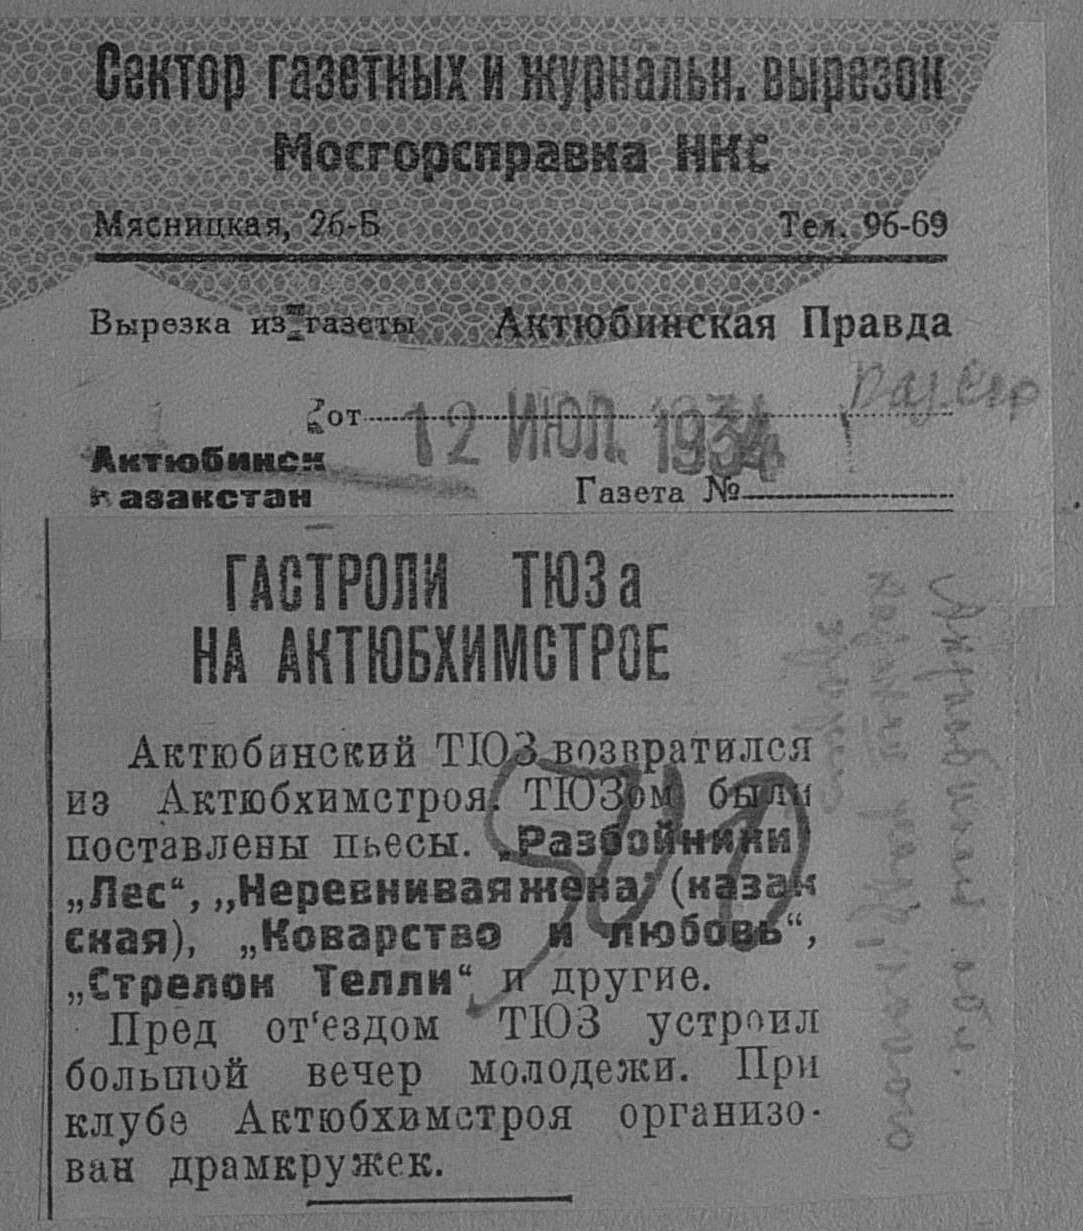 Сектор газетных и журнальн. вырезок
Мосгорсправка НКС
Мясницкая, 26-Б Тел. 96-69
Вырезка из газеты Актюбинская Правда
от 12 ИЮЛ. 1934
Актюбинск
Казакстан Газета №
ГАСТРОЛИ ТЮЗа
НА АКТЮБХИМСТРОЕ
Актюбинский ТЮЗ возвратился
из Актюбхимстроя. ТЮЗом были
поставлены пьесы. „Разбойники
„Лес“, „Неревнивая жена“ (казак
ская), „Коварство и любовь“,
„Стрелок Телли“ и другие.
Пред от‘ездом ТЮЗ устроил
большой вечер молодежи. При
клубе Актюбхимстроя организо-
ван драмкружек.